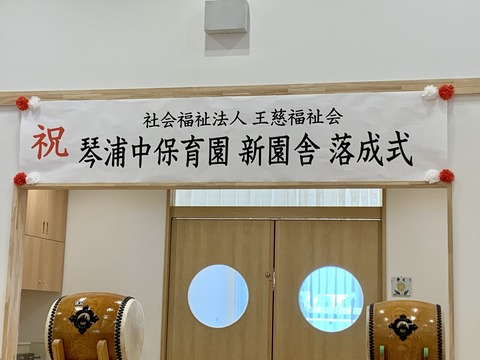 祝
社会福祉法人 王慈福祉会
琴浦中保育園 新園舎 落成式